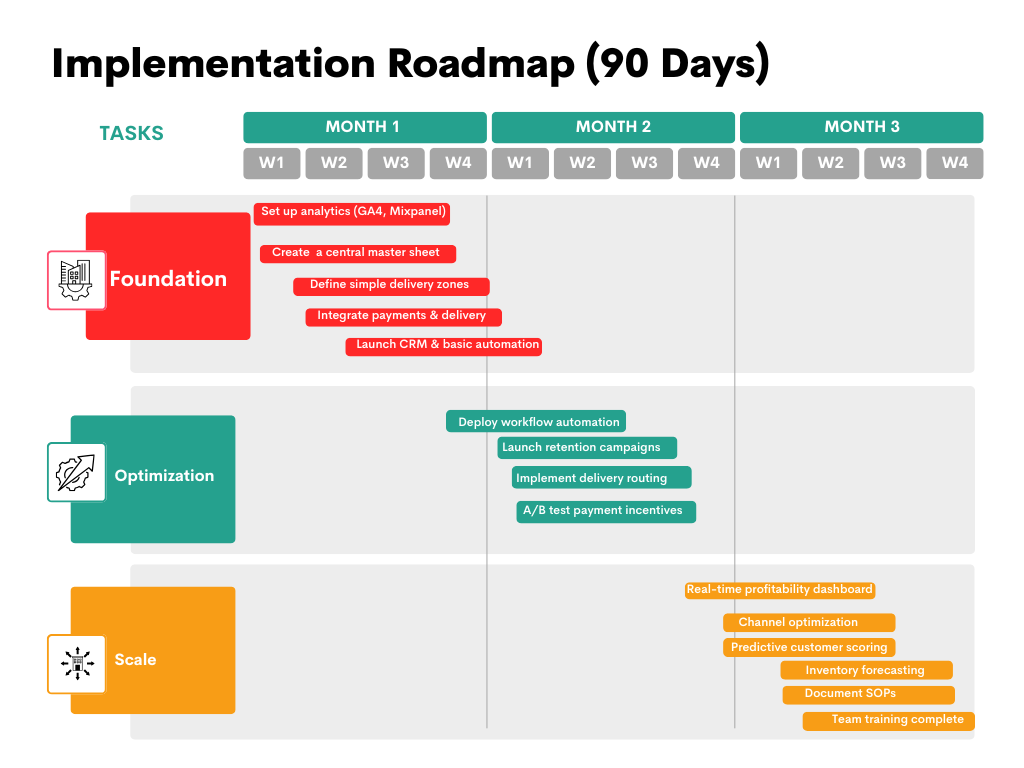 Implementation Roadmap (90 Days)
TASKS
MONTH 1 MONTH 2 MONTH 3
W1 W2 W3 W4 W1 W2 W3 W4 W1 W2 W3 W4
Foundation
Set up analytics (GA4, Mixpanel)
Create a central master sheet
Define simple delivery zones
Integrate payments & delivery
Launch CRM & basic automation
Optimization
Deploy workflow automation
Launch retention campaigns
Implement delivery routing
A/B test payment incentives
Scale
Real-time profitability dashboard
Channel optimization
Predictive customer scoring
Inventory forecasting
Document SOPs
Team training complete